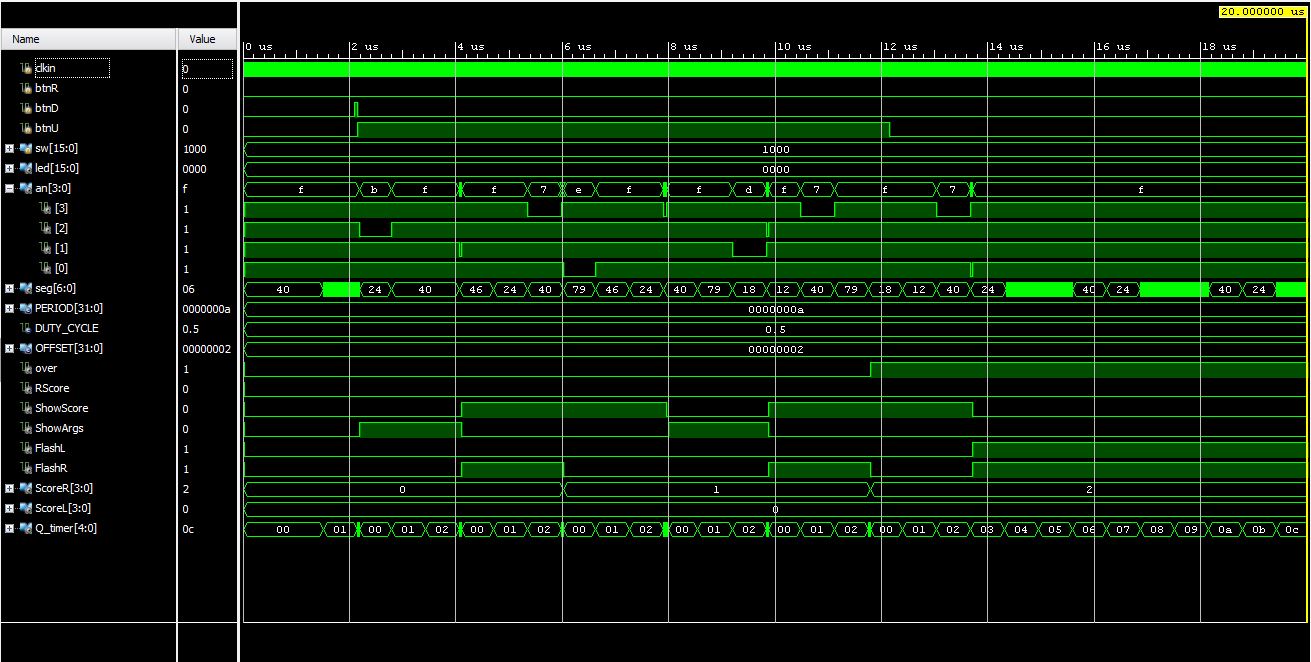 20.000000 us
Name Value
0 us 2 us 4 us 6 us 8 us 10 us 12 us 14 us 16 us 18 us
clkin 0
btnR 0
btnD 0
btnU 0
sw[15:0] 1000 1000
led[15:0] 0000 0000
an[3:0] f f b f f 7 e f f d f 7 f 7 f
[3] 1
[2] 1
[1] 1
[0] 1
seg[6:0] 06 40 24 40 46 24 40 79 46 24 40 79 18 12 40 79 18 12 40 24 40 24 40 24
PERIOD[31:0] 0000000a 0000000a
DUTY_CYCLE 0.5 0.5
OFFSET[31:0] 00000002 00000002
over 1
RScore 0
ShowScore 0
ShowArgs 0
FlashL 1
FlashR 1
ScoreR[3:0] 2 0 1 2
ScoreL[3:0] 0 0
Q_timer[4:0] 0c 00 01 00 01 02 00 01 02 00 01 02 00 01 02 00 01 02 00 01 02 03 04 05 06 07 08 09 0a 0b 0c